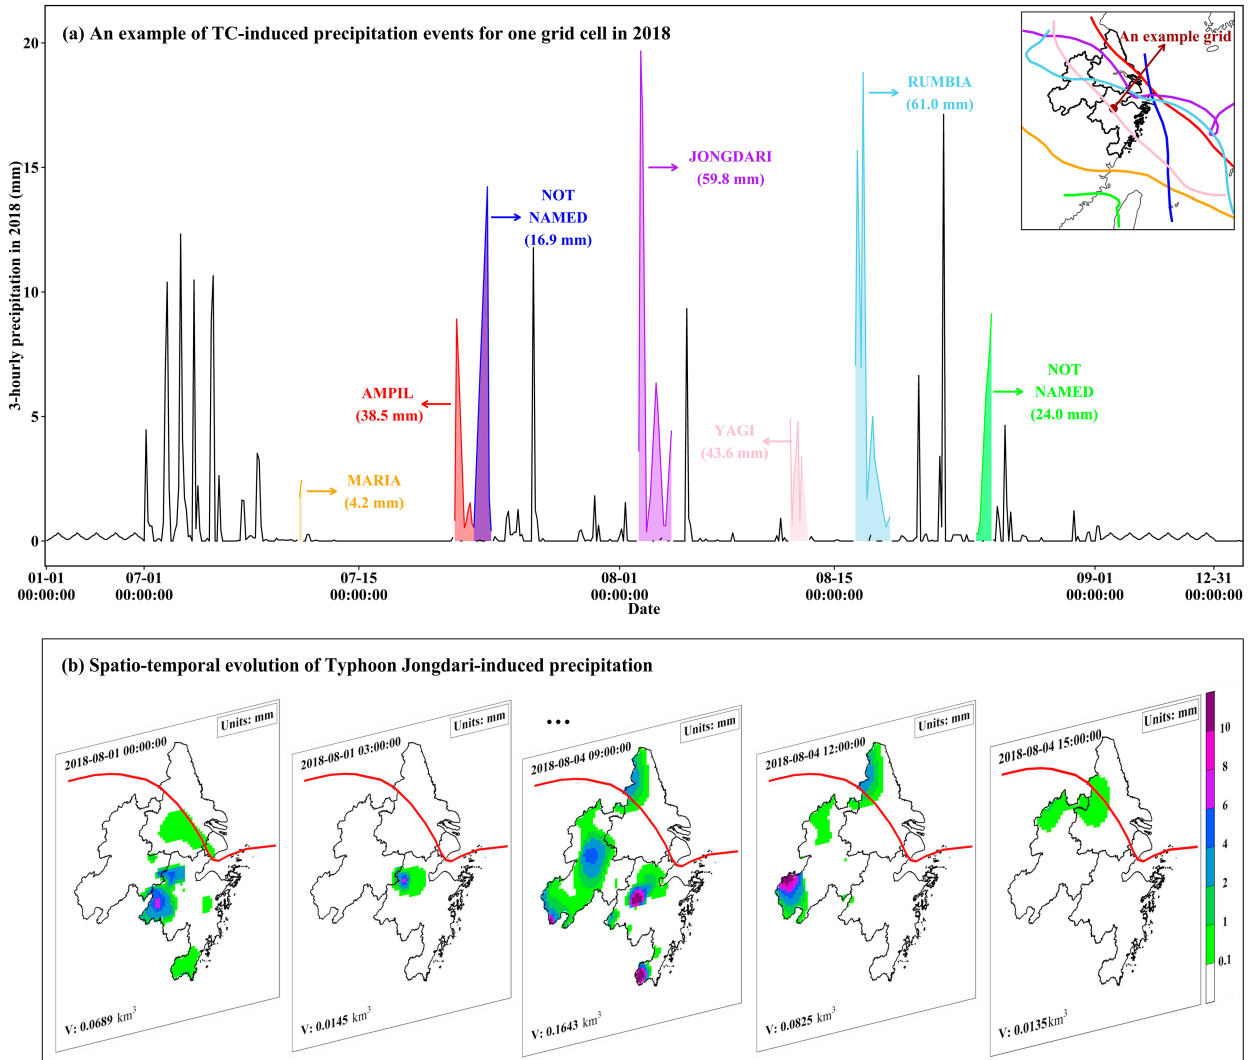 (a) An example of TC-induced precipitation events for one grid cell in 2018
An example grid
3-hourly precipitation in 2018 (mm)
20
15
10
5
0
RUMBIA
(61.0 mm)
JONGDARI
(59.8 mm)
NOT
NAMED
(16.9 mm)
AMPIL
(38.5 mm)
NOT
NAMED
(24.0 mm)
YAGI
(43.6 mm)
MARIA
(4.2 mm)
01-01
00:00:00
07-01
00:00:00
07-15
00:00:00
08-01
00:00:00
08-15
00:00:00
09-01
00:00:00
12-31
00:00:00
Date
(b) Spatio-temporal evolution of Typhoon Jongdari-induced precipitation
Units: mm
2018-08-01 00:00:00
V: 0.0689 km³
Units: mm
2018-08-01 03:00:00
V: 0.0145 km³
...
Units: mm
2018-08-04 09:00:00
V: 0.1643 km³
Units: mm
2018-08-04 12:00:00
V: 0.0825 km³
Units: mm
2018-08-04 15:00:00
V: 0.0135km³
10
8
6
4
2
1
0.1